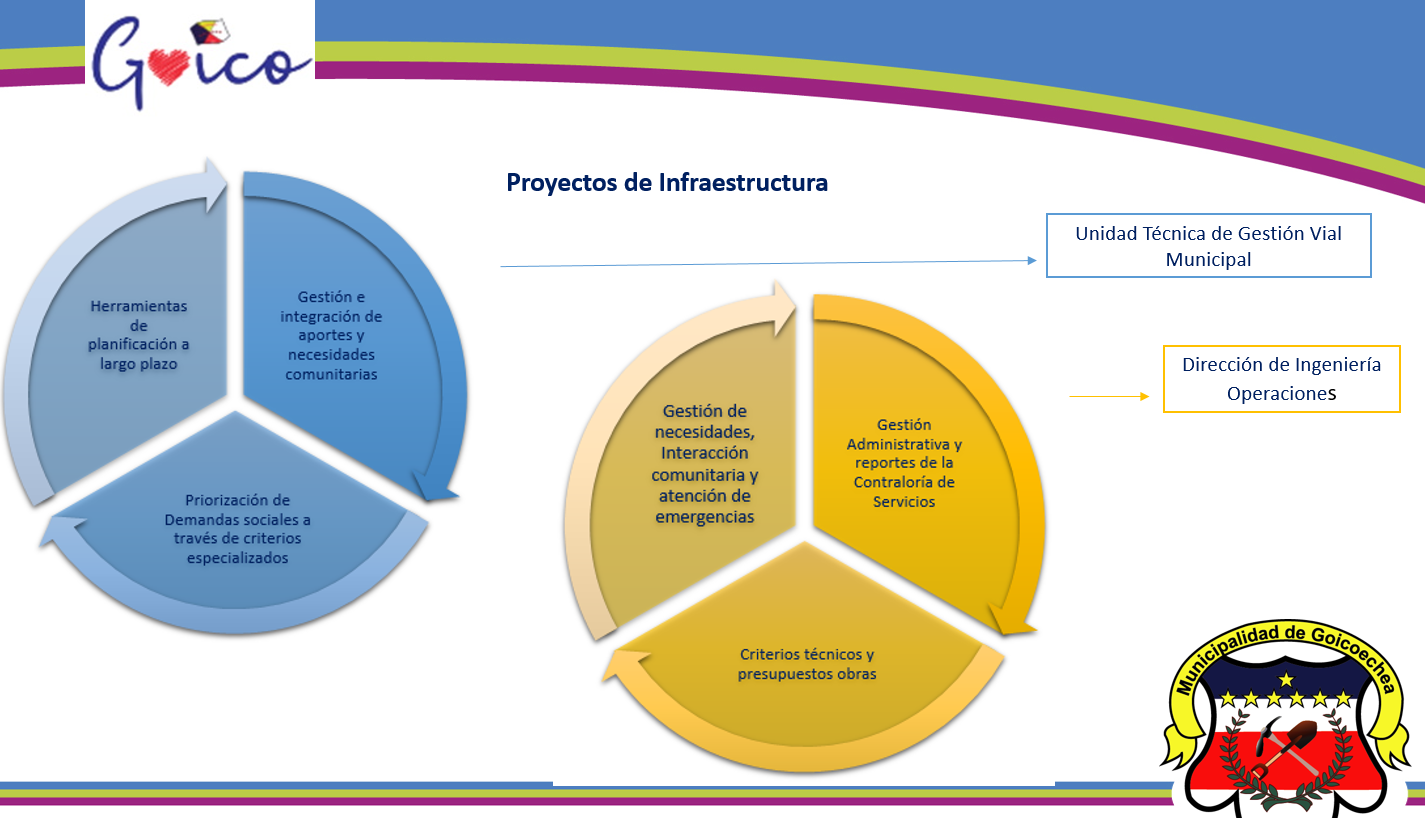 Goico
Proyectos de Infraestructura
Unidad Técnica de Gestión Vial
Municipal
Herramientas
de
planificación a
largo plazo
Gestión e
integración de
aportes y
necesidades
comunitarias
Priorización de
Demandas sociales a
través de criterios
especializados
Dirección de Ingeniería
Operaciones
Gestión de
necesidades,
Interacción
comunitaria y
atención de
emergencias
Gestión
Administrativa y
reportes de la
Contraloría de
Servicios
Criterios técnicos y
presupuestos obras
Municipalidad de Goicoechea